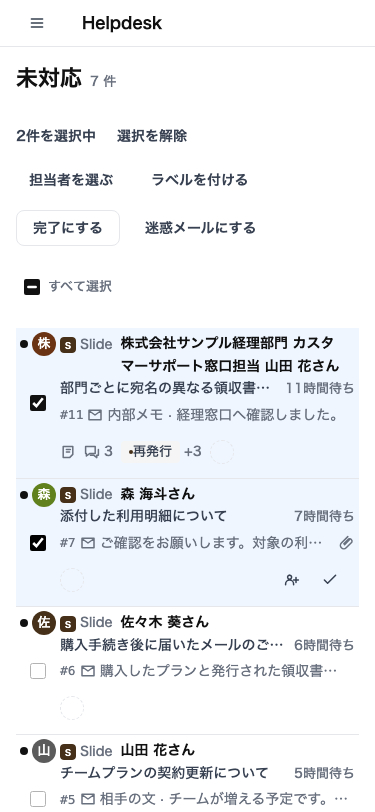 Helpdesk
未対応 7 件
2件を選択中 選択を解除
担当者を選ぶ ラベルを付ける
完了にする 迷惑メールにする
すべて選択
株 s Slide 株式会社サンプル経理部門 カスタ
マーサポート窓口担当 山田 花さん
部門ごとに宛名の異なる領収書… 11時間待ち
#11 内部メモ · 経理窓口へ確認しました。
3 •再発行 +3
森 s Slide 森 海斗さん
添付した利用明細について 7時間待ち
#7 ご確認をお願いします。対象の利…
佐 s Slide 佐々木 葵さん
購入手続き後に届いたメールのご… 6時間待ち
#6 購入したプランと発行された領収書…
山 s Slide 山田 花さん
チームプランの契約更新について 5時間待ち
#5 相手の文 · チームが増える予定です。…